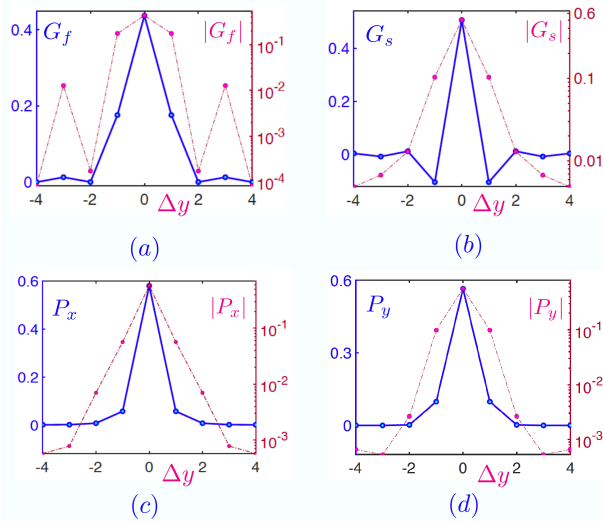 G_f |G_f|
0.4
0.2
0
10^{-1}
10^{-2}
10^{-3}
10^{-4}
-4 -2 0 2 4
Δy
(a)
G_s |G_s|
0.4
0.2
0
0.6
0.1
0.01
-4 -2 0 2 4
Δy
(b)
P_x |P_x|
0.6
0.4
0.2
0
10^{-1}
10^{-2}
10^{-3}
-4 -2 0 2 4
Δy
(c)
P_y |P_y|
0.6
0.3
0
10^{-1}
10^{-2}
10^{-3}
-4 -2 0 2 4
Δy
(d)